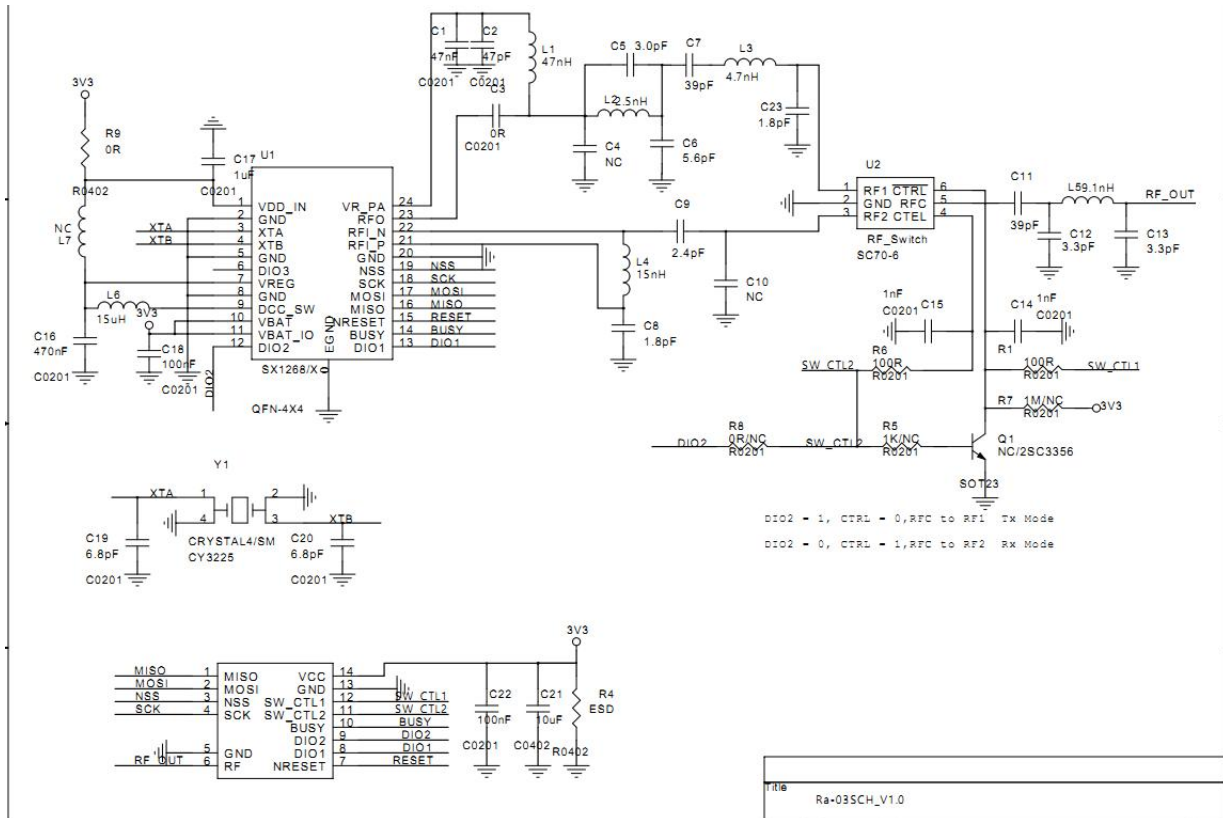 C1
47nF
C0201
C2
47pF
C0201
L1
47nH
C3
0R
C0201
C5 3.0pF
C7
39pF
L3
4.7nH
L2 2.5nH
C23
1.8pF
C4
NC
C6
5.6pF
3V3
R9
0R
R0402
C17
1uF
C0201
NC
L7
XTA
XTB
L6
15uH
3V3
C16
470nF
C0201
C18
100nF
C0201
DIO2
U1
1 VDD_IN
2 GND
3 XTA
4 XTB
5 GND
6 DIO3
7 VREG
8 GND
9 DCC_SW
10 VBAT
11 VBAT_IO
12 DIO2
VR_PA 24
RFO 23
RFI_N 22
RFI_P 21
GND 20
NSS 19 NSS
SCK 18 SCK
MOSI 17 MOSI
MISO 16 MISO
NRESET 15 RESET
BUSY 14 BUSY
DIO1 13 DIO1
EGND
0
SX1268/X
QFN-4X4
L4
15nH
C8
1.8pF
C9
2.4pF
C10
NC
U2
1 RF1 CTRL 6
2 GND RFC 5
3 RF2 CTEL 4
RF_Switch
SC70-6
C11
39pF
L5 9.1nH
RF_OUT
C12
3.3pF
C13
3.3pF
1nF
C0201 C15
C14 1nF
C0201
SW_CTL2
R6
100R
R0201
R1
100R
R0201
SW_CTL1
R7 1M/NC
R0201
3V3
DIO2
R8
0R/NC
R0201
SW_CTL2
R5
1K/NC
R0201
Q1
NC/2SC3356
SOT23
DIO2 = 1, CTRL = 0,RFC to RF1 Tx Mode
DIO2 = 0, CTRL = 1,RFC to RF2 Rx Mode
Y1
XTA 1
2
4
3 XTB
C19
6.8pF
C0201
CRYSTAL4/SM
CY3225
C20
6.8pF
C0201
MISO 1 MISO
MOSI 2 MOSI
NSS 3 NSS
SCK 4 SCK
5 GND
RF_OUT 6 RF
VCC 14
GND 13
SW_CTL1 12 SW_CTL1
SW_CTL2 11 SW_CTL2
BUSY 10 BUSY
DIO2 9 DIO2
DIO1 8 DIO1
NRESET 7 RESET
3V3
C22
100nF
C0201
C21
10uF
C0402
R4
ESD
R0402
Title
Ra-03SCH_V1.0